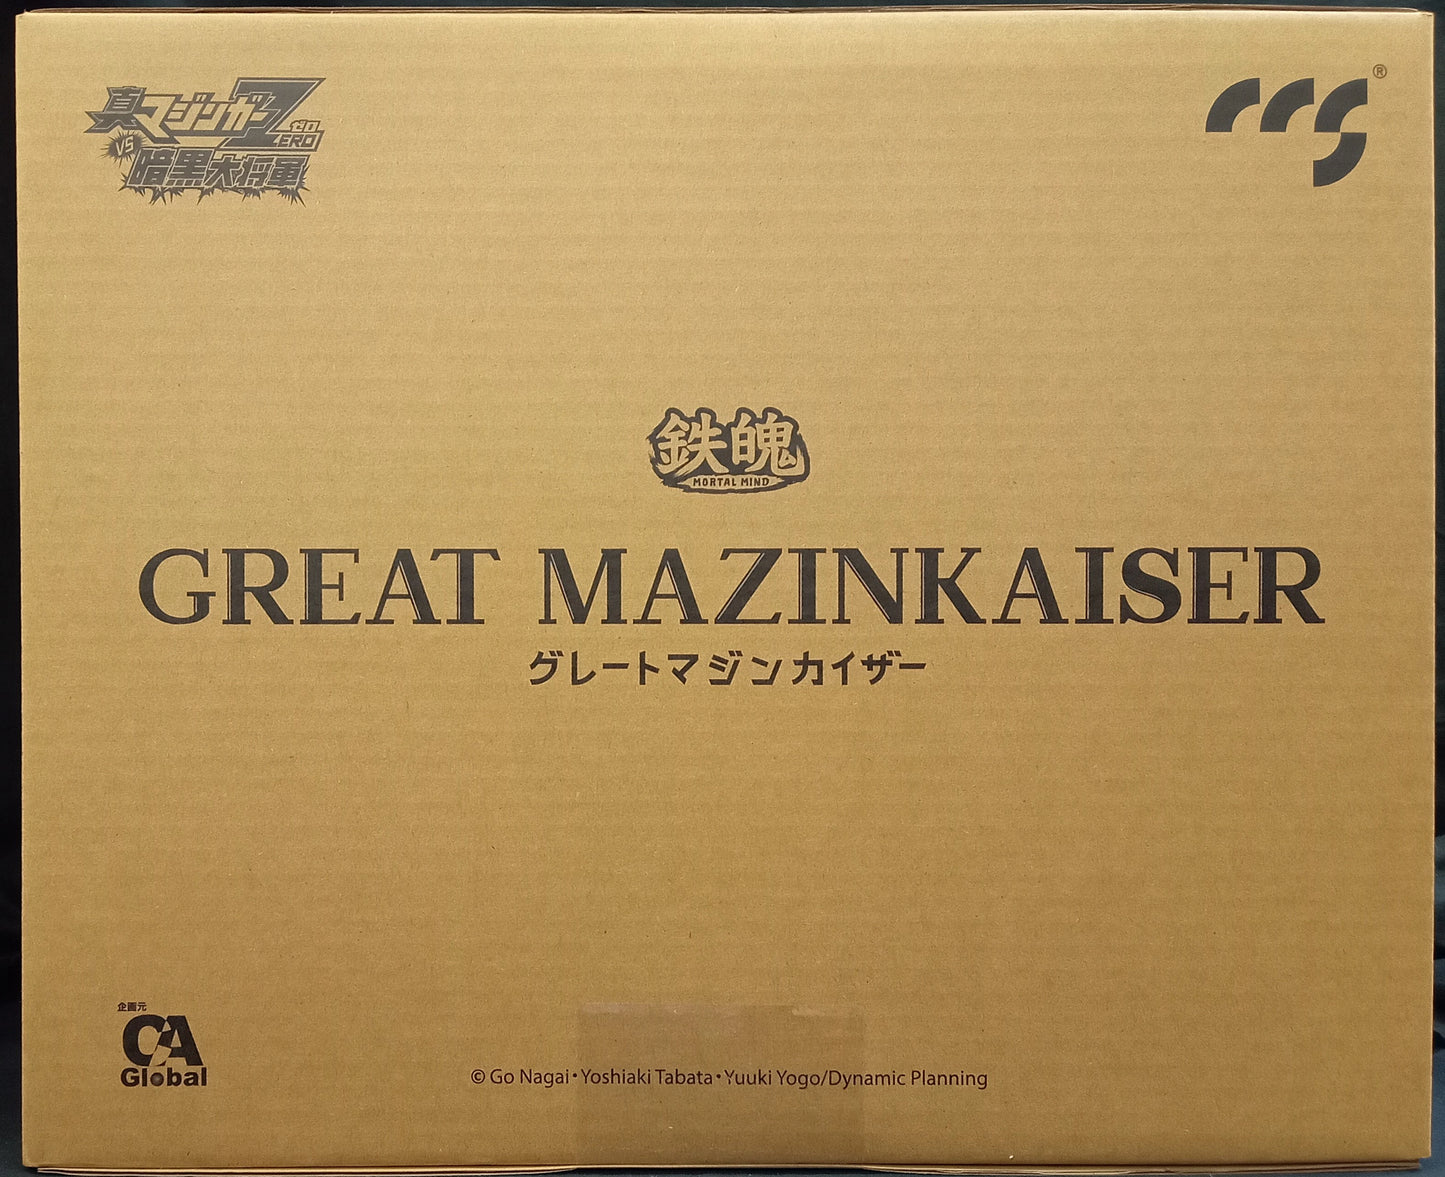 真マジンガーZERO
ゼロ
VS
暗黒大将軍
ccs®
鉄魄
MORTAL MIND
GREAT MAZINKAISER
グレートマジンカイザー
企画元
CA
Global
© Go Nagai・Yoshiaki Tabata・Yuuki Yogo/Dynamic Planning